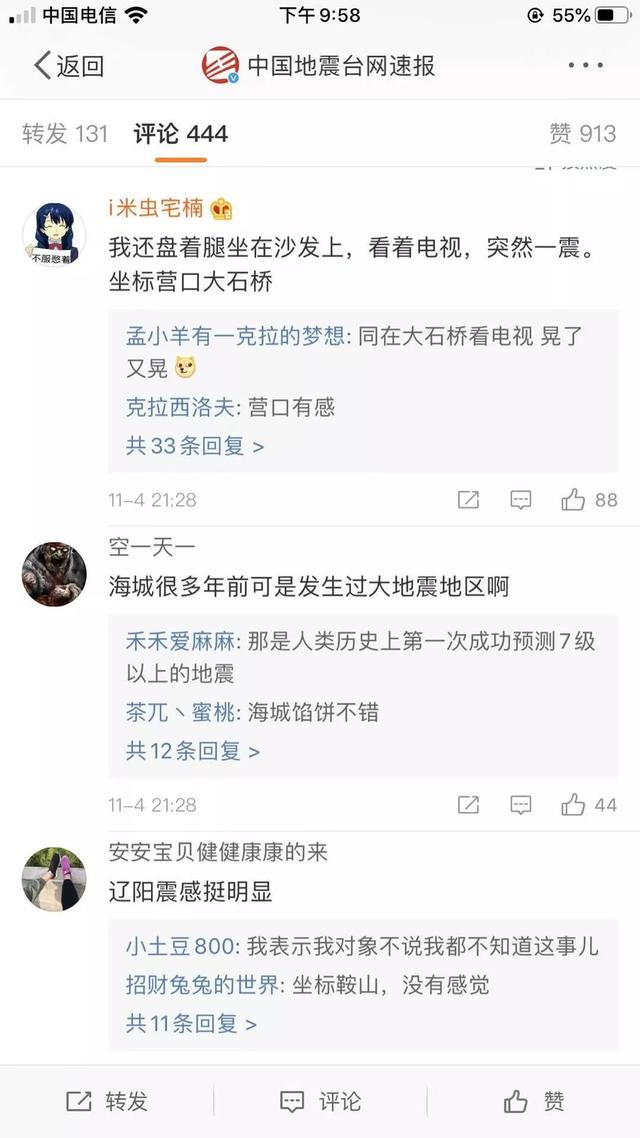 中国电信 下午 9:58 55%
返回 中国地震台网速报
转发 131 评论 444 赞 913
i米虫宅楠
不服憋着
我还盘着腿坐在沙发上，看着电视，突然一震。
坐标营口大石桥
孟小羊有一克拉的梦想: 同在大石桥看电视 晃了
又晃
克拉西洛夫: 营口有感
共33条回复 >
11-4 21:28 88
空一天一
海城很多年前可是发生过大地震地区啊
禾禾爱麻麻: 那是人类历史上第一次成功预测7级
以上的地震
茶兀丶蜜桃: 海城馅饼不错
共12条回复 >
11-4 21:28 44
安安宝贝健健康康的来
辽阳震感挺明显
小土豆800: 我表示我对象不说我都不知道这事儿
招财兔兔的世界: 坐标鞍山，没有感觉
共11条回复 >
转发 评论 赞